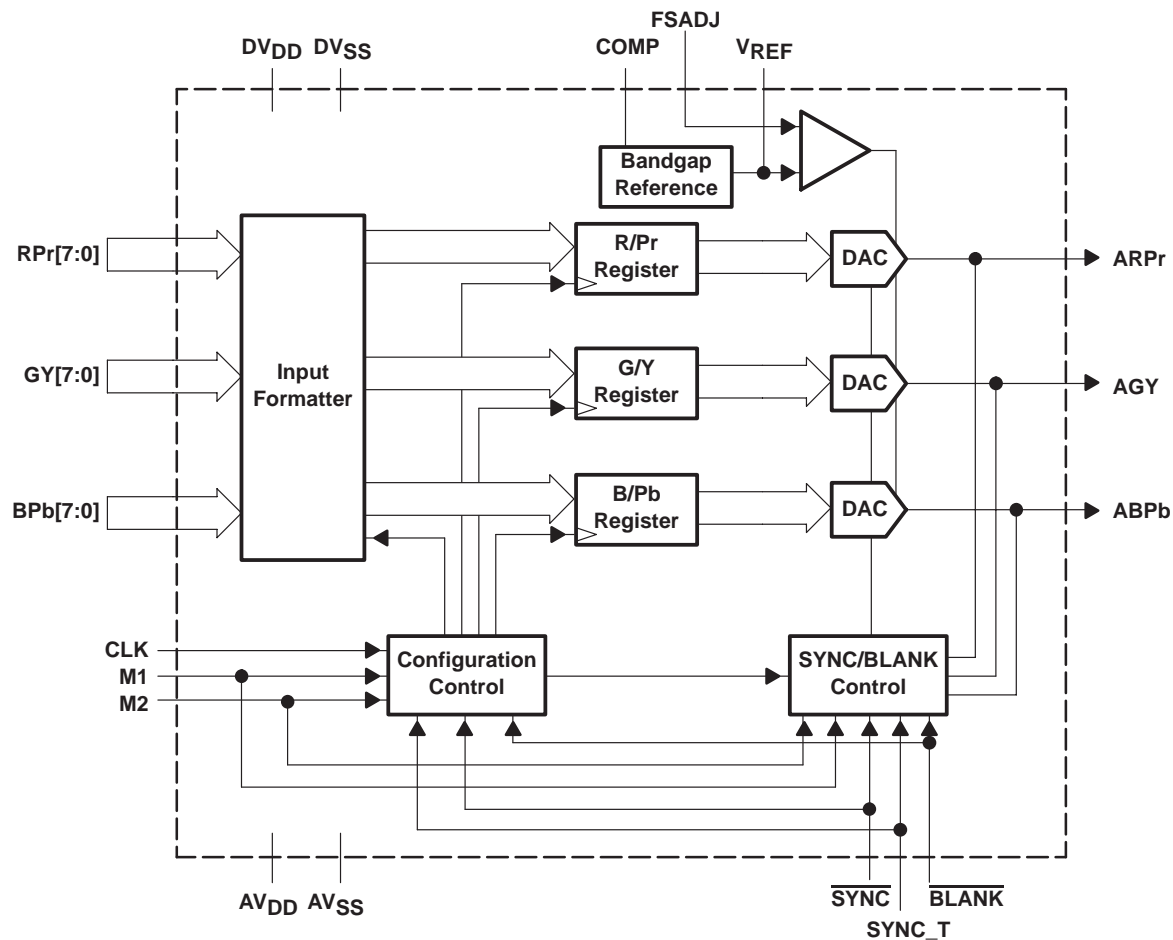 FSADJ
DVDD DVSS COMP VREF
Bandgap
Reference
RPr[7:0]
R/Pr
Register
DAC
ARPr
GY[7:0]
Input
Formatter
G/Y
Register
DAC
AGY
BPb[7:0]
B/Pb
Register
DAC
ABPb
CLK
M1
M2
Configuration
Control
SYNC/BLANK
Control
AVDD AVSS
SYNC BLANK
SYNC_T